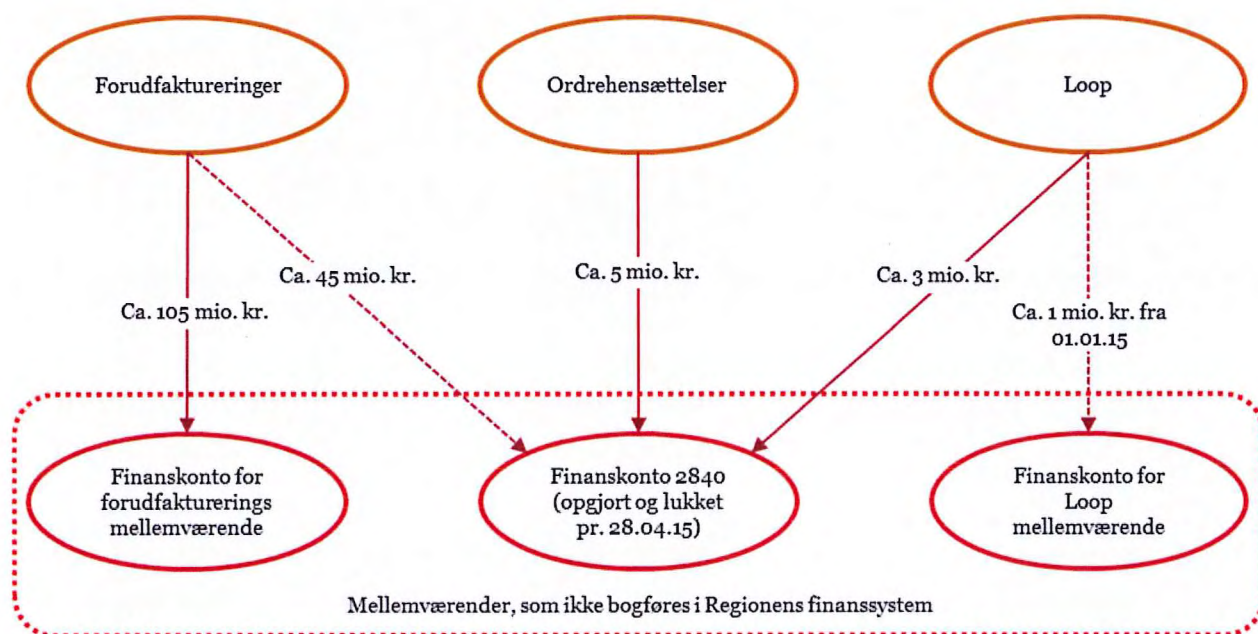 Forudfaktureringer
Ordrehensættelser
Loop
Ca. 45 mio. kr.
Ca. 5 mio. kr.
Ca. 3 mio. kr.
Ca. 105 mio. kr.
Ca. 1 mio. kr. fra
01.01.15
Finanskonto for
forudfakturerings
mellemværende
Finanskonto 2840
(opgjort og lukket
pr. 28.04.15)
Finanskonto for
Loop
mellemværende
Mellemværender, som ikke bogføres i Regionens finanssystem